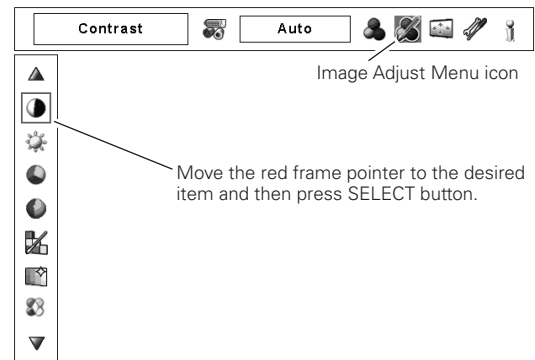 Contrast
Auto
Image Adjust Menu icon
Move the red frame pointer to the desired
item and then press SELECT button.